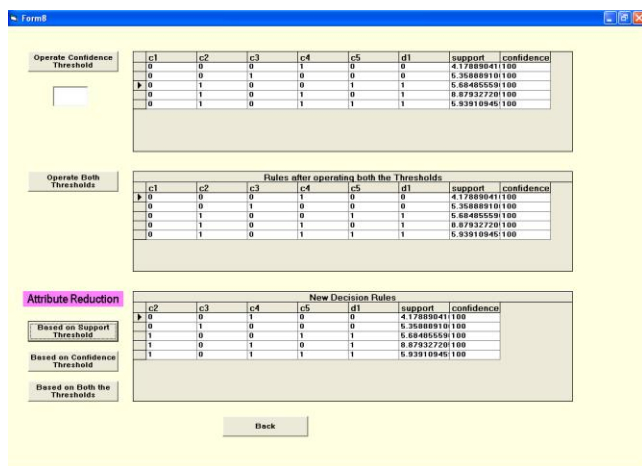 Form8
Operate Confidence
Threshold
c1 c2 c3 c4 c5 d1 support confidence
0 0 0 1 0 0 4.17889041 100
0 0 1 0 0 0 5.35888910 100
0 1 0 0 1 1 5.68485559 100
0 1 0 1 0 1 8.87932720 100
0 1 0 1 1 1 5.93910945 100
Operate Both
Thresholds
Rules after operating both the Thresholds
c1 c2 c3 c4 c5 d1 support confidence
0 0 0 1 0 0 4.17889041 100
0 0 1 0 0 0 5.35888910 100
0 1 0 0 1 1 5.68485559 100
0 1 0 1 0 1 8.87932720 100
0 1 0 1 1 1 5.93910945 100
Attribute Reduction
New Decision Rules
c2 c3 c4 c5 d1 support confidence
0 0 1 0 0 4.17889041 100
0 1 0 0 0 5.35888910 100
1 0 0 1 1 5.68485559 100
1 0 1 0 1 8.87932720 100
1 0 1 1 1 5.93910945 100
Based on Support
Threshold
Based on Confidence
Threshold
Based on Both the
Thresholds
Back